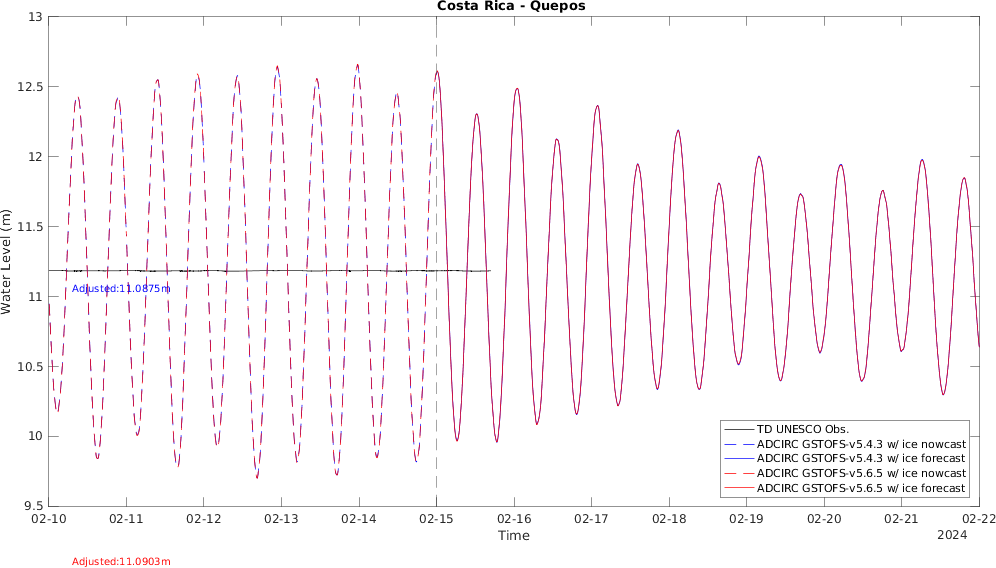 Costa Rica - Quepos
13
12.5
12
11.5
11
10.5
10
9.5
Water Level (m)
Adjusted:11.0875m
TD UNESCO Obs.
ADCIRC GSTOFS-v5.4.3 w/ ice nowcast
ADCIRC GSTOFS-v5.4.3 w/ ice forecast
ADCIRC GSTOFS-v5.6.5 w/ ice nowcast
ADCIRC GSTOFS-v5.6.5 w/ ice forecast
02-10 02-11 02-12 02-13 02-14 02-15 02-16 02-17 02-18 02-19 02-20 02-21 02-22
Time
2024
Adjusted:11.0903m